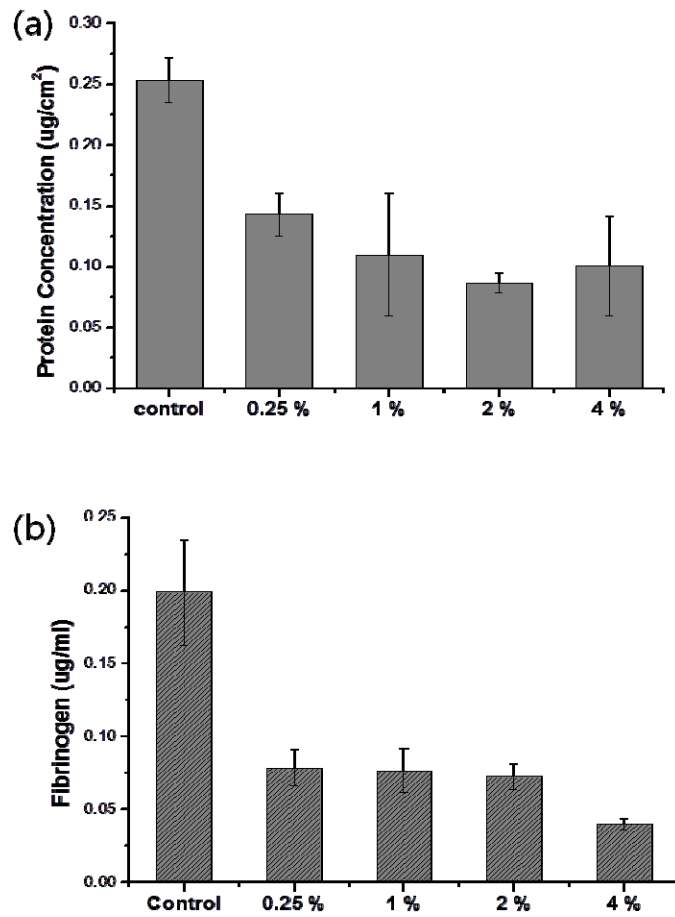 (a)
Protein Concentration (ug/cm²)
0.30
0.25
0.20
0.15
0.10
0.05
0.00
control 0.25 % 1 % 2 % 4 %
(b)
Fibrinogen (ug/ml)
0.25
0.20
0.15
0.10
0.05
0.00
Control 0.25 % 1 % 2 % 4 %